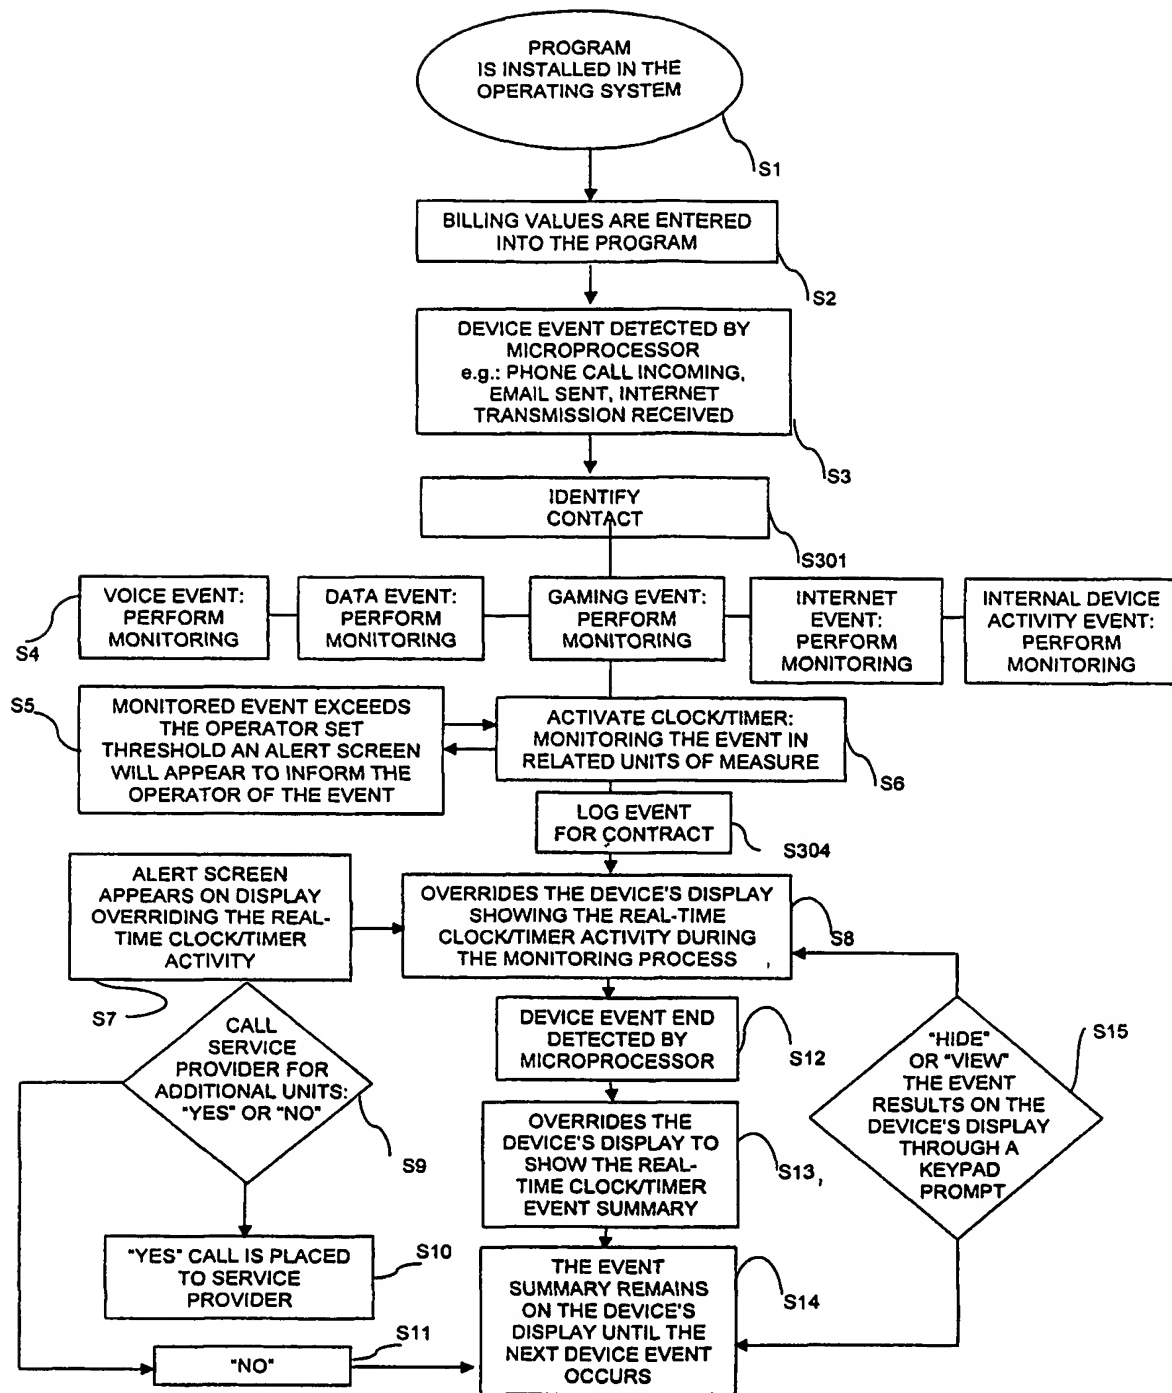 PROGRAM
IS INSTALLED IN THE
OPERATING SYSTEM
S1
BILLING VALUES ARE ENTERED
INTO THE PROGRAM
S2
DEVICE EVENT DETECTED BY
MICROPROCESSOR
e.g.: PHONE CALL INCOMING,
EMAIL SENT, INTERNET
TRANSMISSION RECEIVED
S3
IDENTIFY
CONTACT
S301
VOICE EVENT:
PERFORM
MONITORING
S4
DATA EVENT:
PERFORM
MONITORING
GAMING EVENT:
PERFORM
MONITORING
INTERNET
EVENT:
PERFORM
MONITORING
INTERNAL DEVICE
ACTIVITY EVENT:
PERFORM
MONITORING
S5
MONITORED EVENT EXCEEDS
THE OPERATOR SET
THRESHOLD AN ALERT SCREEN
WILL APPEAR TO INFORM THE
OPERATOR OF THE EVENT
ACTIVATE CLOCK/TIMER:
MONITORING THE EVENT IN
RELATED UNITS OF MEASURE
S6
LOG EVENT
FOR CONTRACT
S304
ALERT SCREEN
APPEARS ON DISPLAY
OVERRIDING THE REAL-
TIME CLOCK/TIMER
ACTIVITY
S7
OVERRIDES THE DEVICE'S DISPLAY
SHOWING THE REAL-TIME
CLOCK/TIMER ACTIVITY DURING
THE MONITORING PROCESS
S8
CALL
SERVICE
PROVIDER FOR
ADDITIONAL UNITS:
"YES" OR "NO"
S9
DEVICE EVENT END
DETECTED BY
MICROPROCESSOR
S12
"HIDE"
OR "VIEW"
THE EVENT
RESULTS ON THE
DEVICE'S DISPLAY
THROUGH A
KEYPAD
PROMPT
S15
OVERRIDES THE
DEVICE'S DISPLAY TO
SHOW THE REAL-
TIME CLOCK/TIMER
EVENT SUMMARY
S13,
"YES" CALL IS PLACED
TO SERVICE
PROVIDER
S10
THE EVENT
SUMMARY REMAINS
ON THE DEVICE'S
DISPLAY UNTIL THE
NEXT DEVICE EVENT
OCCURS
S14
"NO"
S11